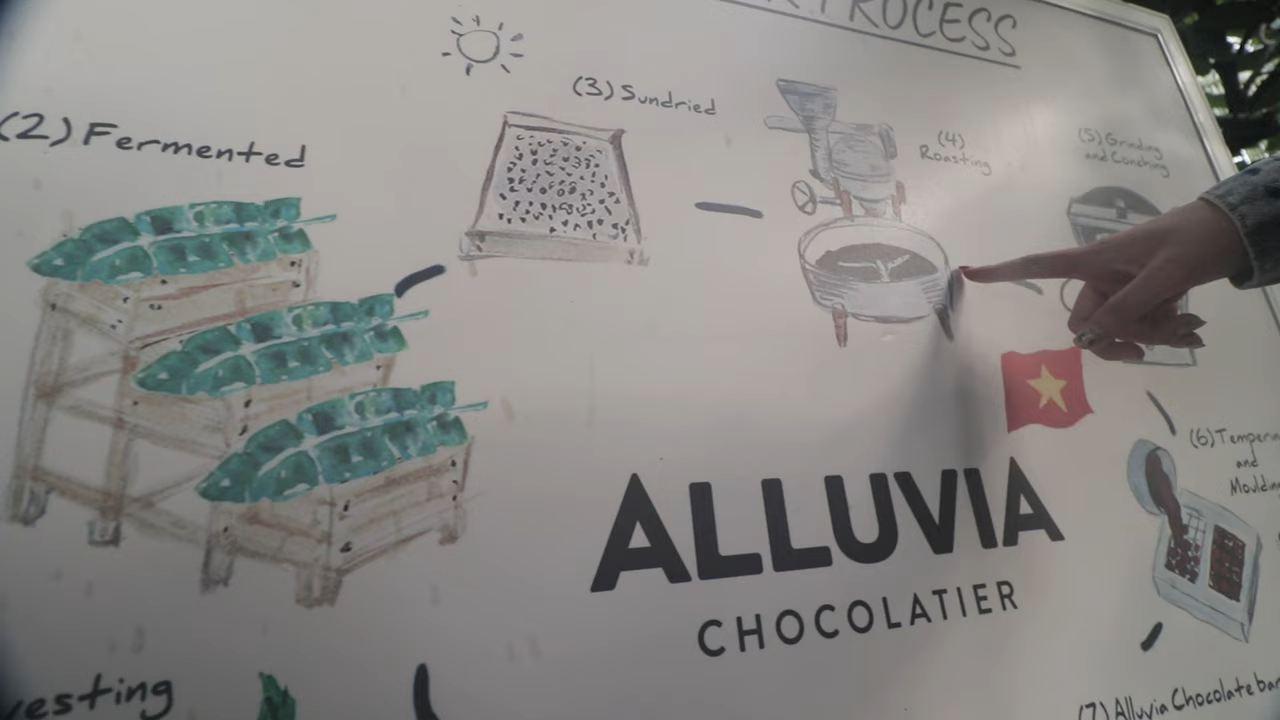 PROCESS
(3) Sundried
(2) Fermented
(4)
Roasting
(5) Grinding
and Conching
(6) Tempering
and
Moulding
ALLUVIA
CHOCOLATIER
vesting
(7) Alluvia Chocolate bar